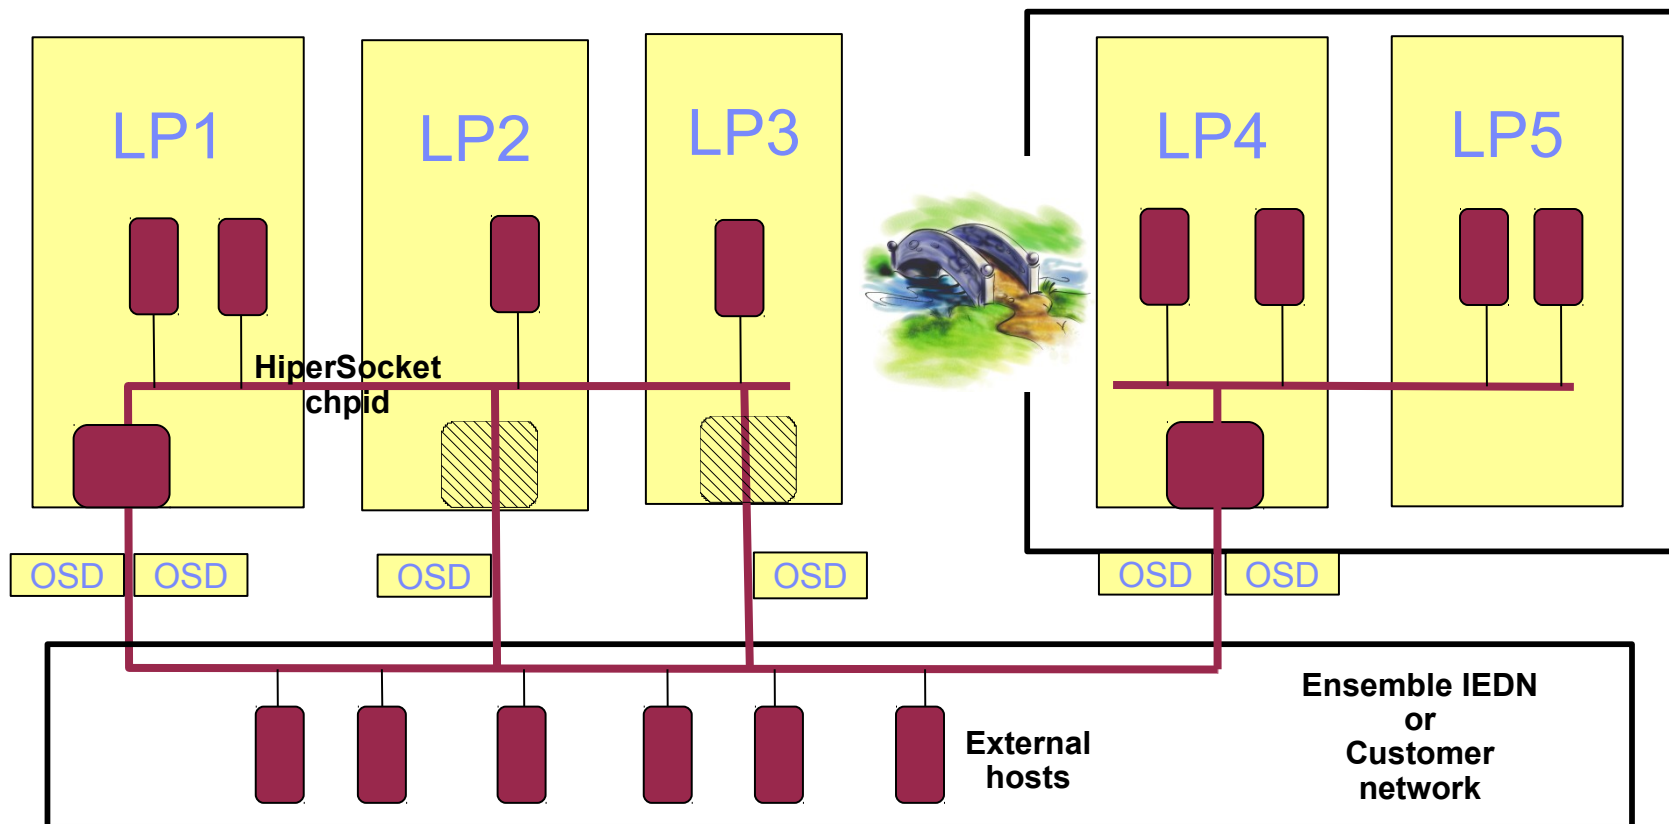 LP1
LP2
LP3
LP4
LP5
HiperSocket
chpid
OSD
OSD
OSD
OSD
OSD
OSD
External
hosts
Ensemble IEDN
or
Customer
network